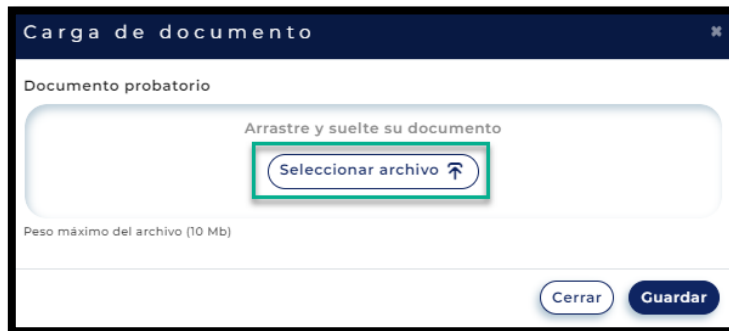 Carga de documento
Documento probatorio
Arrastre y suelte su documento
Seleccionar archivo
Peso máximo del archivo (10 Mb)
Cerrar Guardar